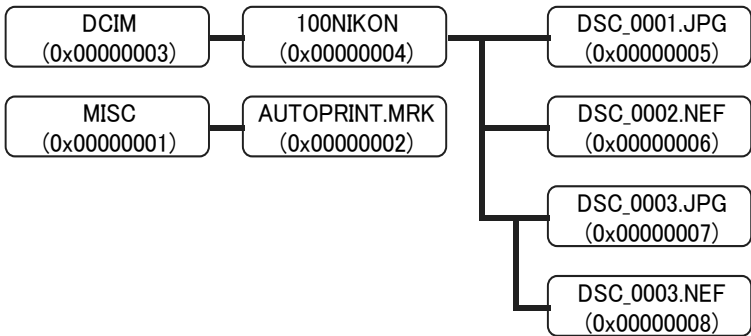 DCIM
(0x00000003)
100NIKON
(0x00000004)
DSC_0001.JPG
(0x00000005)
MISC
(0x00000001)
AUTOPRINT.MRK
(0x00000002)
DSC_0002.NEF
(0x00000006)
DSC_0003.JPG
(0x00000007)
DSC_0003.NEF
(0x00000008)